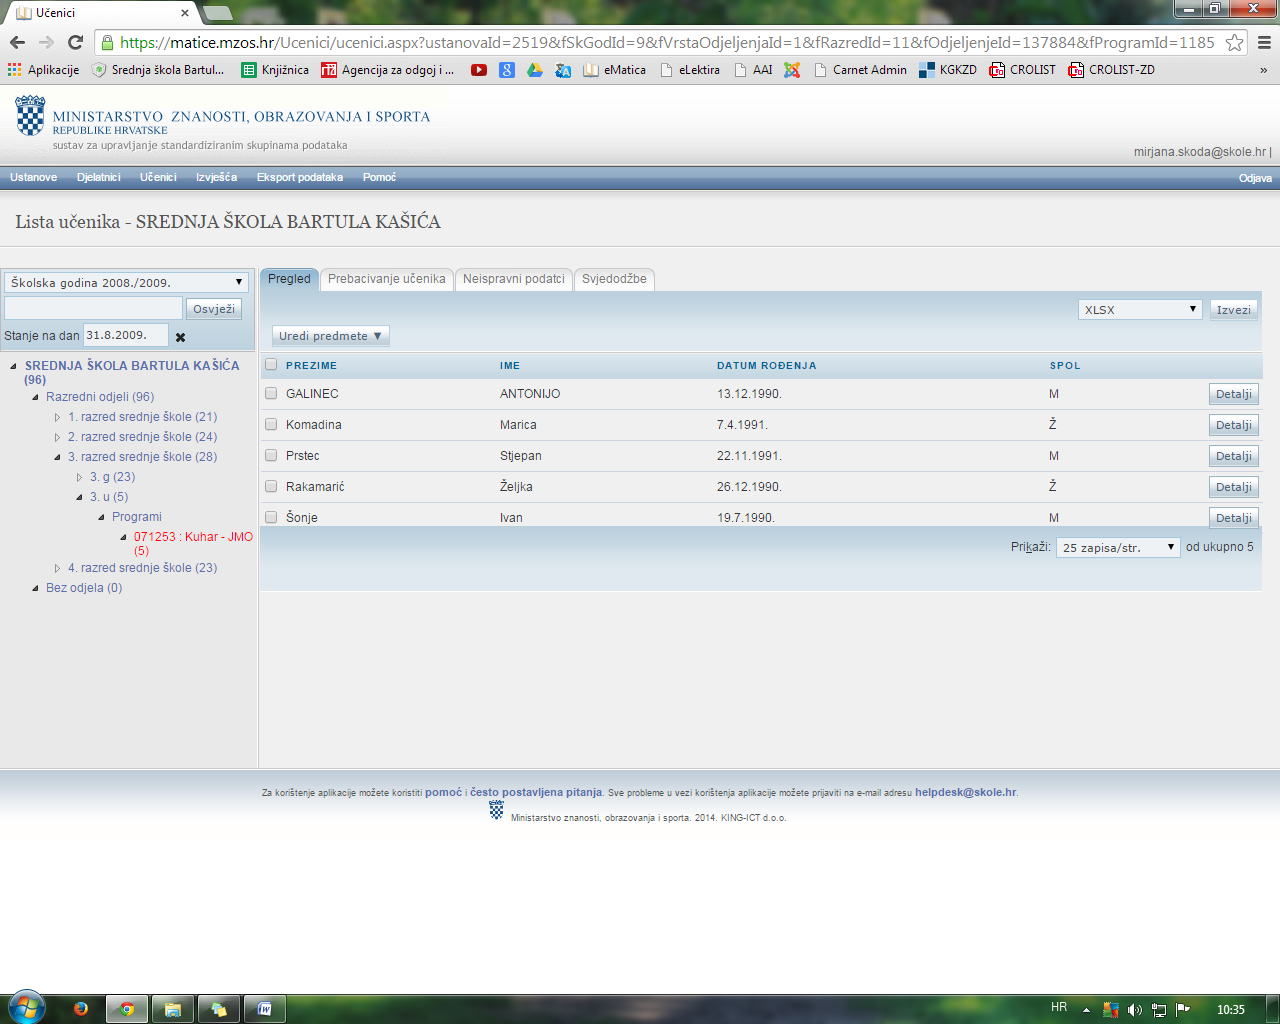 Učenici
https://matice.mzos.hr/Ucenici/ucenici.aspx?ustanovaId=2519&fSkGodId=9&fVrstaOdjeljenjaId=1&fRazredId=11&fOdjeljenjeId=137884&fProgramId=1185
Aplikacije Srednja škola Bartul... Knjižnica Agencija za odgoj i ... eMatica eLektira AAI Carnet Admin KGKZD CROLIST CROLIST-ZD »
MINISTARSTVO ZNANOSTI, OBRAZOVANJA I SPORTA
REPUBLIKE HRVATSKE
sustav za upravljanje standardiziranim skupinama podataka
mirjana.skoda@skole.hr |
Ustanove Djelatnici Učenici Izvješća Eksport podataka Pomoć Odjava
Lista učenika - SREDNJA ŠKOLA BARTULA KAŠIĆA
Školska godina 2008./2009.
Osvježi
Stanje na dan 31.8.2009.
SREDNJA ŠKOLA BARTULA KAŠIĆA
(96)
Razredni odjeli (96)
1. razred srednje škole (21)
2. razred srednje škole (24)
3. razred srednje škole (28)
3. g (23)
3. u (5)
Programi
071253 : Kuhar - JMO
(5)
4. razred srednje škole (23)
Bez odjela (0)
Pregled Prebacivanje učenika Neispravni podatci Svjedodžbe
XLSX Izvezi
Uredi predmete ▼
PREZIME IME DATUM ROĐENJA SPOL
GALINEC ANTONIJO 13.12.1990. M Detalji
Komadina Marica 7.4.1991. Ž Detalji
Prstec Stjepan 22.11.1991. M Detalji
Rakamarić Željka 26.12.1990. Ž Detalji
Šonje Ivan 19.7.1990. M Detalji
Prikaži: 25 zapisa/str. od ukupno 5
Za korištenje aplikacije možete koristiti pomoć i često postavljena pitanja. Sve probleme u vezi korištenja aplikacije možete prijaviti na e-mail adresu helpdesk@skole.hr.
Ministarstvo znanosti, obrazovanja i sporta. 2014. KING-ICT d.o.o.
HR 10:35